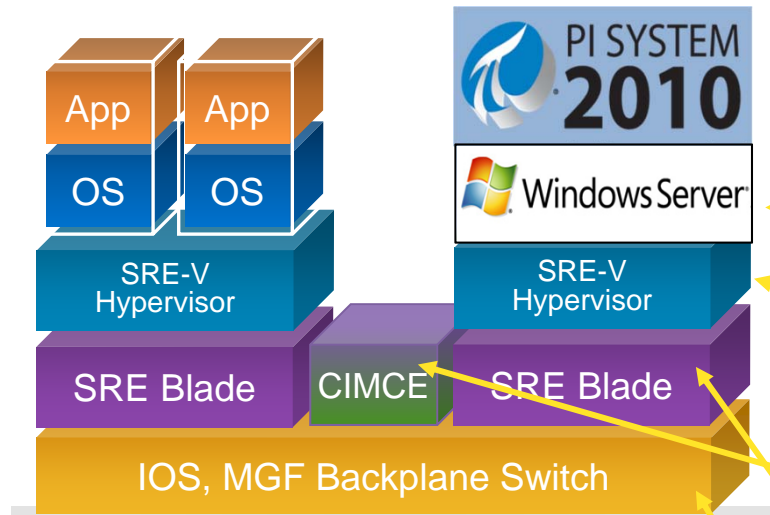 App
App
OS
OS
SRE-V
Hypervisor
SRE Blade
CIMCE
PI SYSTEM
2010
Windows Server
SRE-V
Hypervisor
SRE Blade
IOS, MGF Backplane Switch